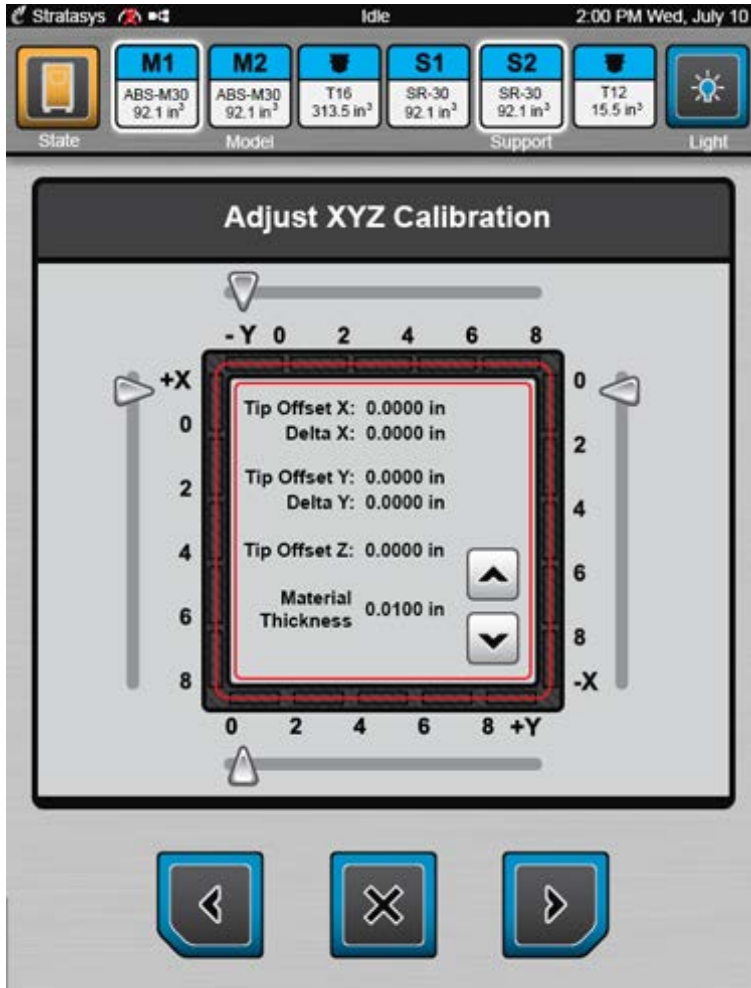 Stratasys Idle 2:00 PM Wed, July 10
M1 M2 S1 S2
ABS-M30 ABS-M30 T16 SR-30 SR-30 T12
92.1 in³ 92.1 in³ 313.5 in³ 92.1 in³ 92.1 in³ 15.5 in³
State Model Support Light
Adjust XYZ Calibration
- Y 0 2 4 6 8
+X 0 2 4 6 8
0 2 4 6 8 -X
Tip Offset X: 0.0000 in
Delta X: 0.0000 in
Tip Offset Y: 0.0000 in
Delta Y: 0.0000 in
Tip Offset Z: 0.0000 in
Material
Thickness 0.0100 in
0 2 4 6 8 +Y